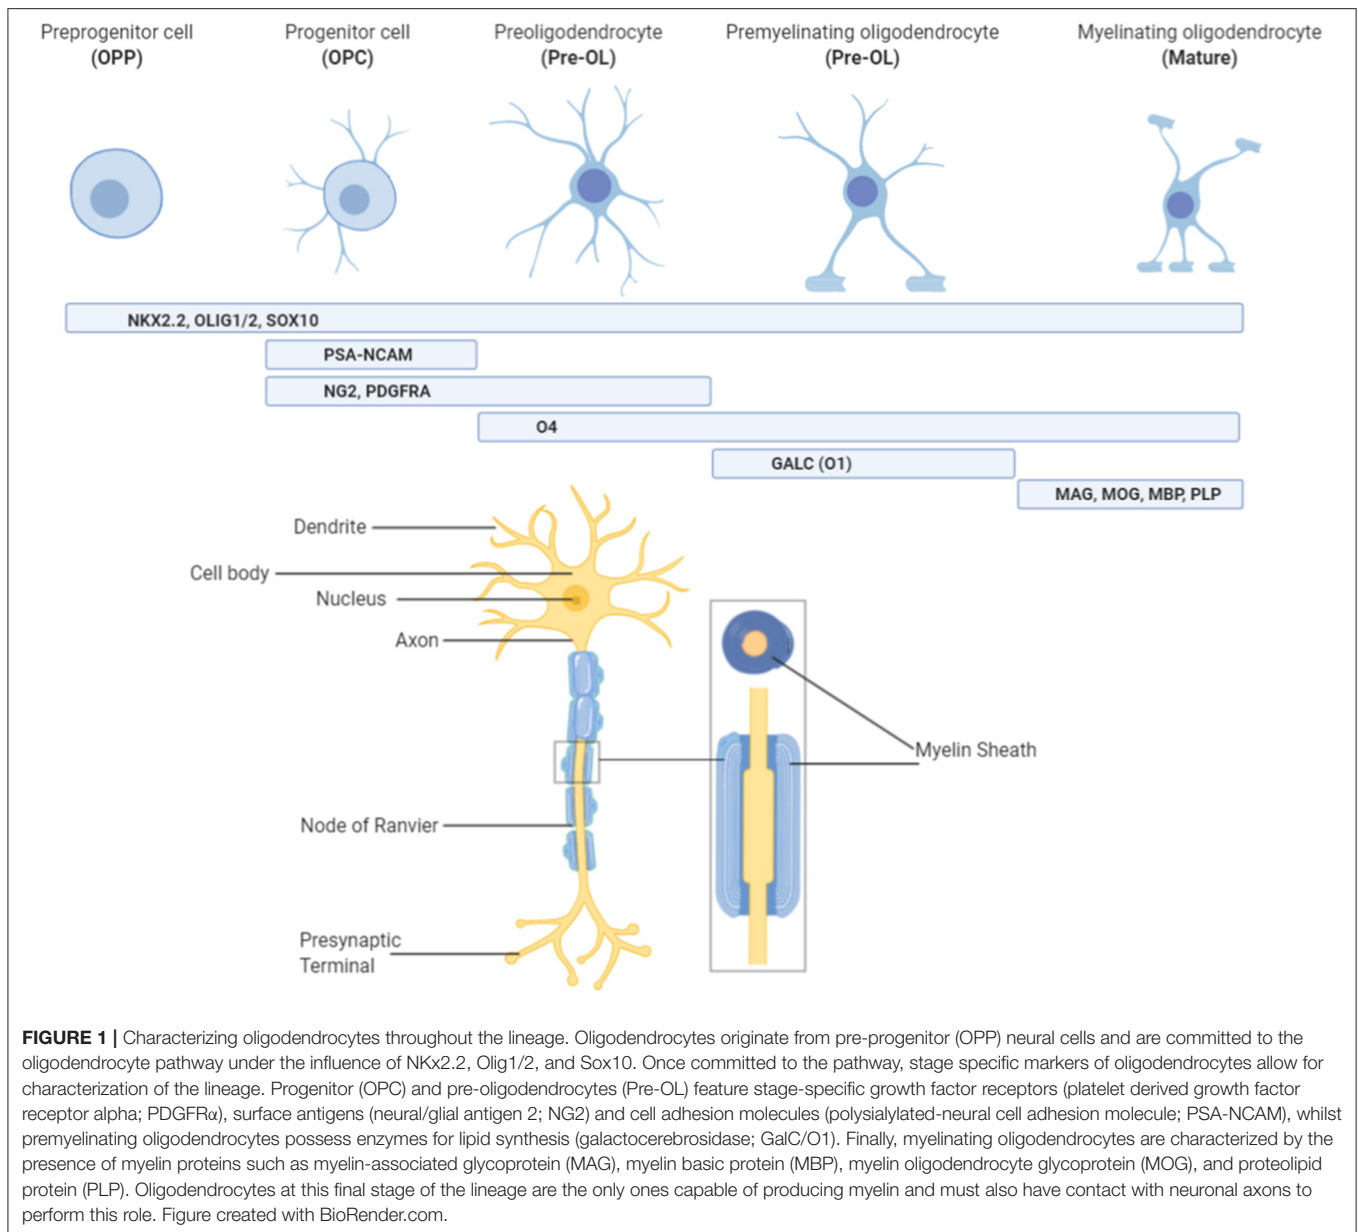 Preprogenitor cell
(OPP)
Progenitor cell
(OPC)
Preoligodendrocyte
(Pre-OL)
Premyelinating oligodendrocyte
(Pre-OL)
Myelinating oligodendrocyte
(Mature)
NKX2.2, OLIG1/2, SOX10
PSA-NCAM
NG2, PDGFRA
O4
GALC (O1)
MAG, MOG, MBP, PLP
Dendrite
Cell body
Nucleus
Axon
Myelin Sheath
Node of Ranvier
Presynaptic
Terminal
FIGURE 1 | Characterizing oligodendrocytes throughout the lineage. Oligodendrocytes originate from pre-progenitor (OPP) neural cells and are committed to the
oligodendrocyte pathway under the influence of NKx2.2, Olig1/2, and Sox10. Once committed to the pathway, stage specific markers of oligodendrocytes allow for
characterization of the lineage. Progenitor (OPC) and pre-oligodendrocytes (Pre-OL) feature stage-specific growth factor receptors (platelet derived growth factor
receptor alpha; PDGFRα), surface antigens (neural/glial antigen 2; NG2) and cell adhesion molecules (polysialylated-neural cell adhesion molecule; PSA-NCAM), whilst
premyelinating oligodendrocytes possess enzymes for lipid synthesis (galactocerebrosidase; GalC/O1). Finally, myelinating oligodendrocytes are characterized by the
presence of myelin proteins such as myelin-associated glycoprotein (MAG), myelin basic protein (MBP), myelin oligodendrocyte glycoprotein (MOG), and proteolipid
protein (PLP). Oligodendrocytes at this final stage of the lineage are the only ones capable of producing myelin and must also have contact with neuronal axons to
perform this role. Figure created with BioRender.com.